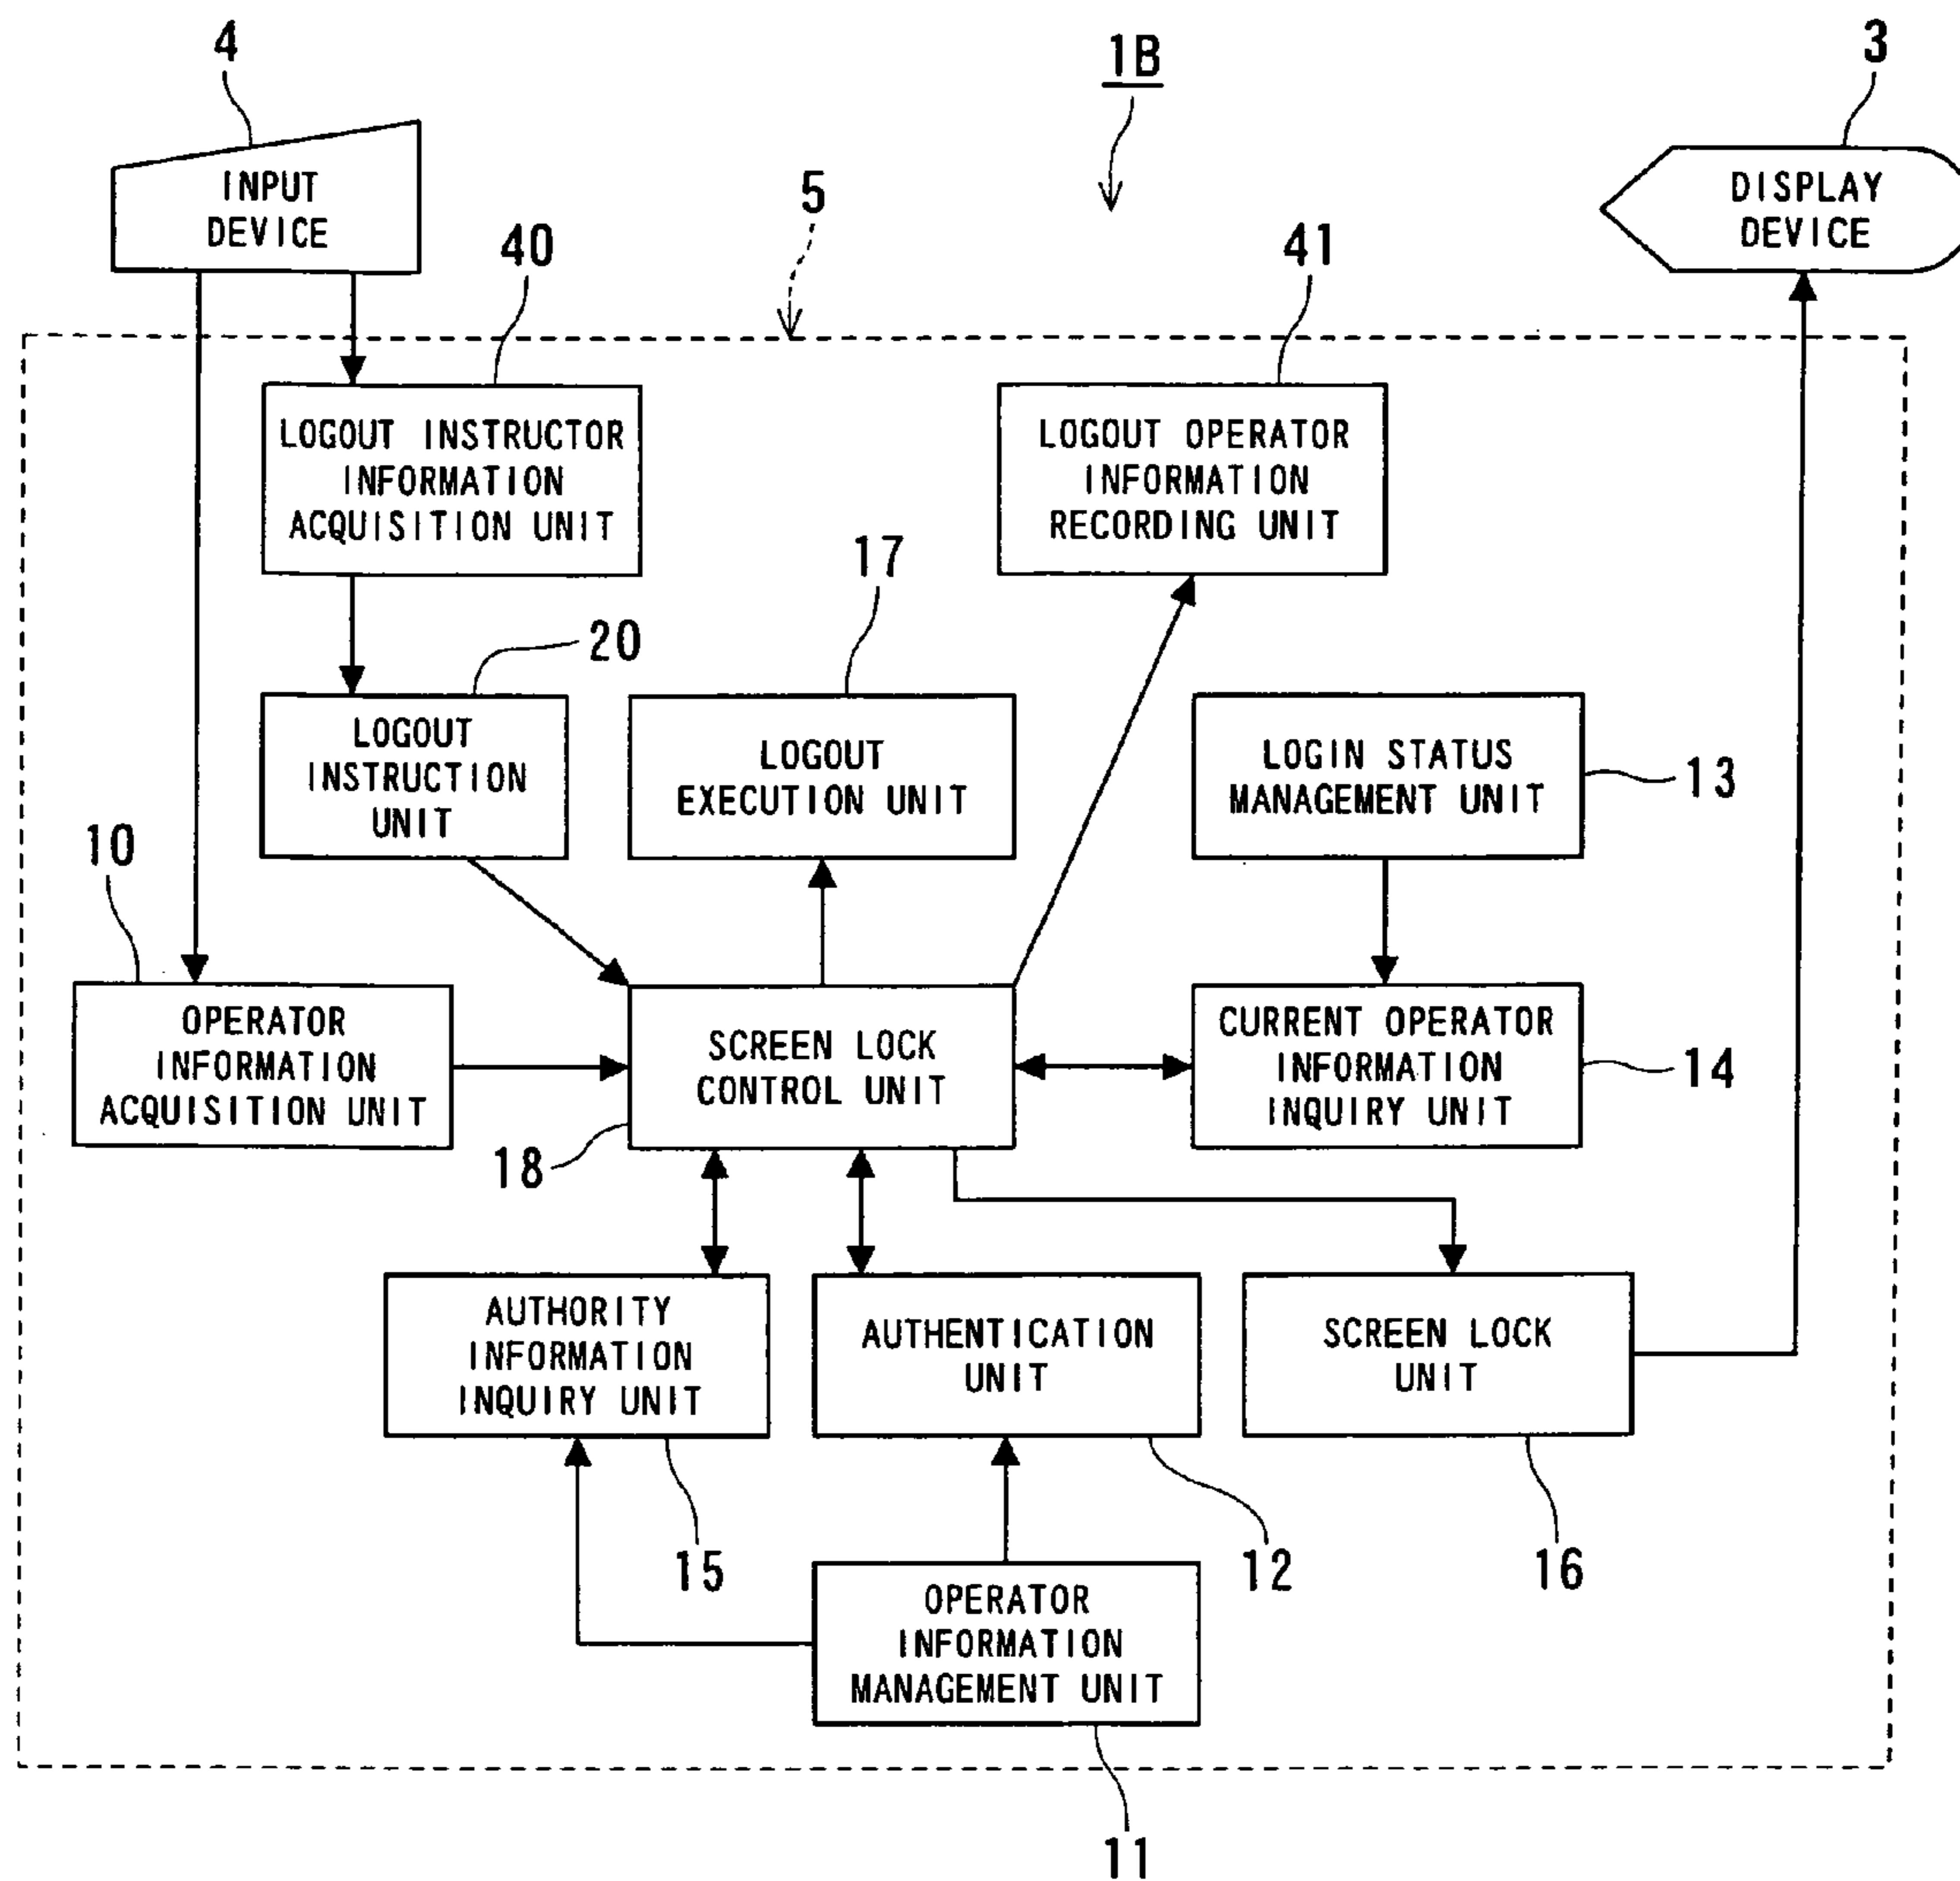 4
1B
3
INPUT
DEVICE
5
DISPLAY
DEVICE
40
41
LOGOUT INSTRUCTOR
INFORMATION
ACQUISITION UNIT
LOGOUT OPERATOR
INFORMATION
RECORDING UNIT
17
20
LOGOUT
INSTRUCTION
UNIT
LOGOUT
EXECUTION UNIT
LOGIN STATUS
MANAGEMENT UNIT
13
10
OPERATOR
INFORMATION
ACQUISITION UNIT
SCREEN LOCK
CONTROL UNIT
CURRENT OPERATOR
INFORMATION
INQUIRY UNIT
14
18
AUTHORITY
INFORMATION
INQUIRY UNIT
AUTHENTICATION
UNIT
SCREEN LOCK
UNIT
15
12
16
OPERATOR
INFORMATION
MANAGEMENT UNIT
11